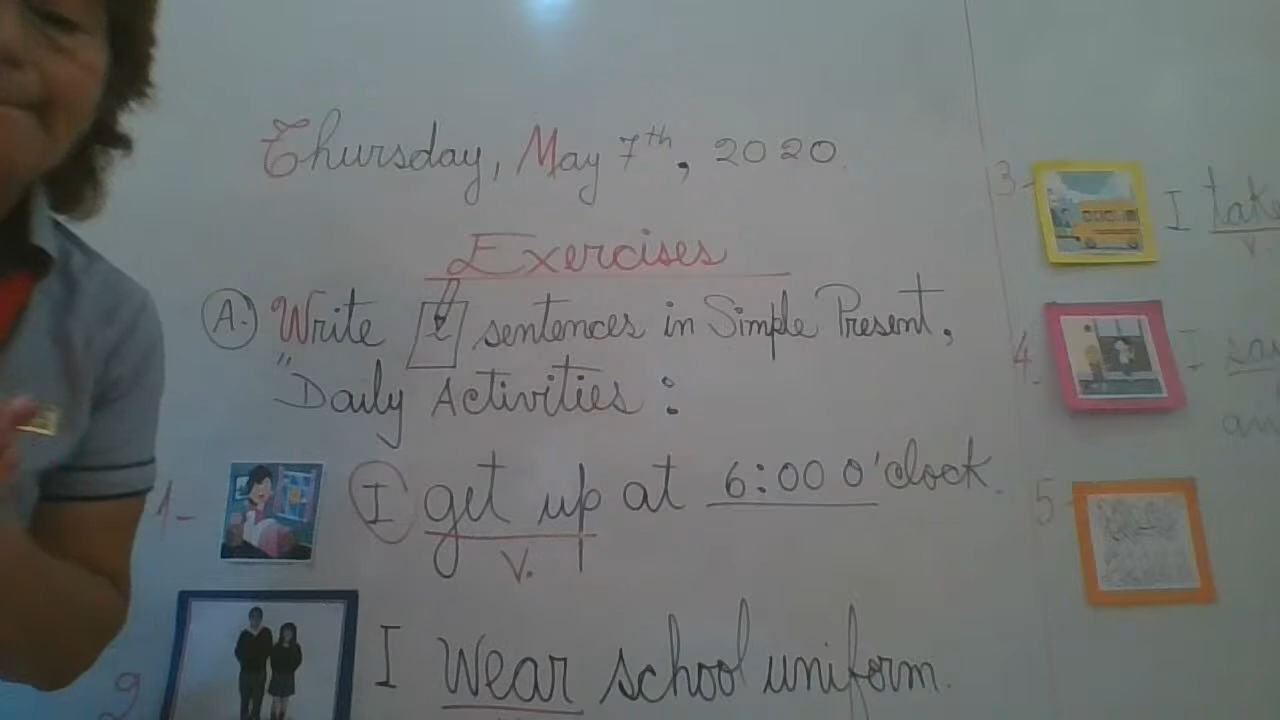 Thursday, May 7th, 2020.
Exercises
A. Write sentences in Simple Present,
"Daily Activities:
1- I get up at 6:00 O'clock.
V.
2 I Wear school uniform.
3- I take
V.
4. I
5-